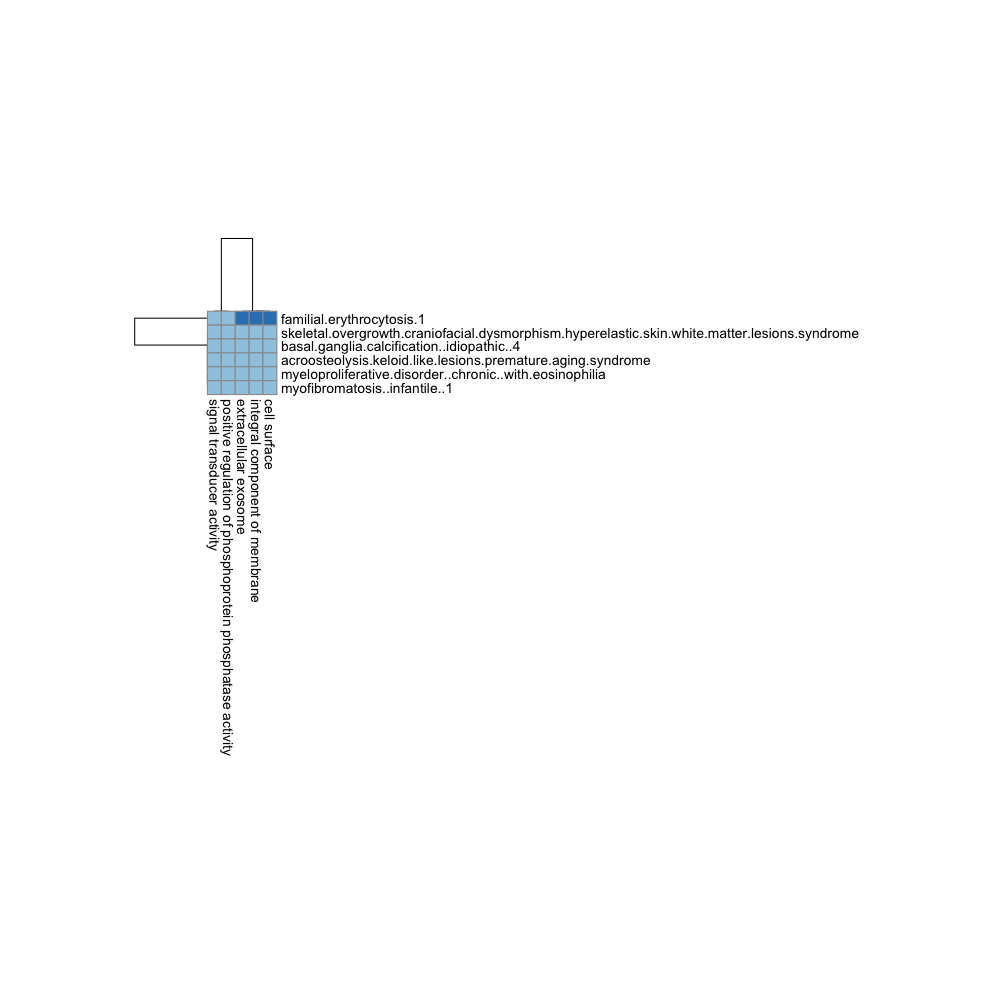 familial.erythrocytosis.1
skeletal.overgrowth.craniofacial.dysmorphism.hyperelastic.skin.white.matter.lesions.syndrome
basal.ganglia.calcification..idiopathic..4
acroosteolysis.keloid.like.lesions.premature.aging.syndrome
myeloproliferative.disorder..chronic..with.eosinophilia
myofibromatosis..infantile..1
signal transducer activity
positive regulation of phosphoprotein phosphatase activity
extracellular exosome
integral component of membrane
cell surface